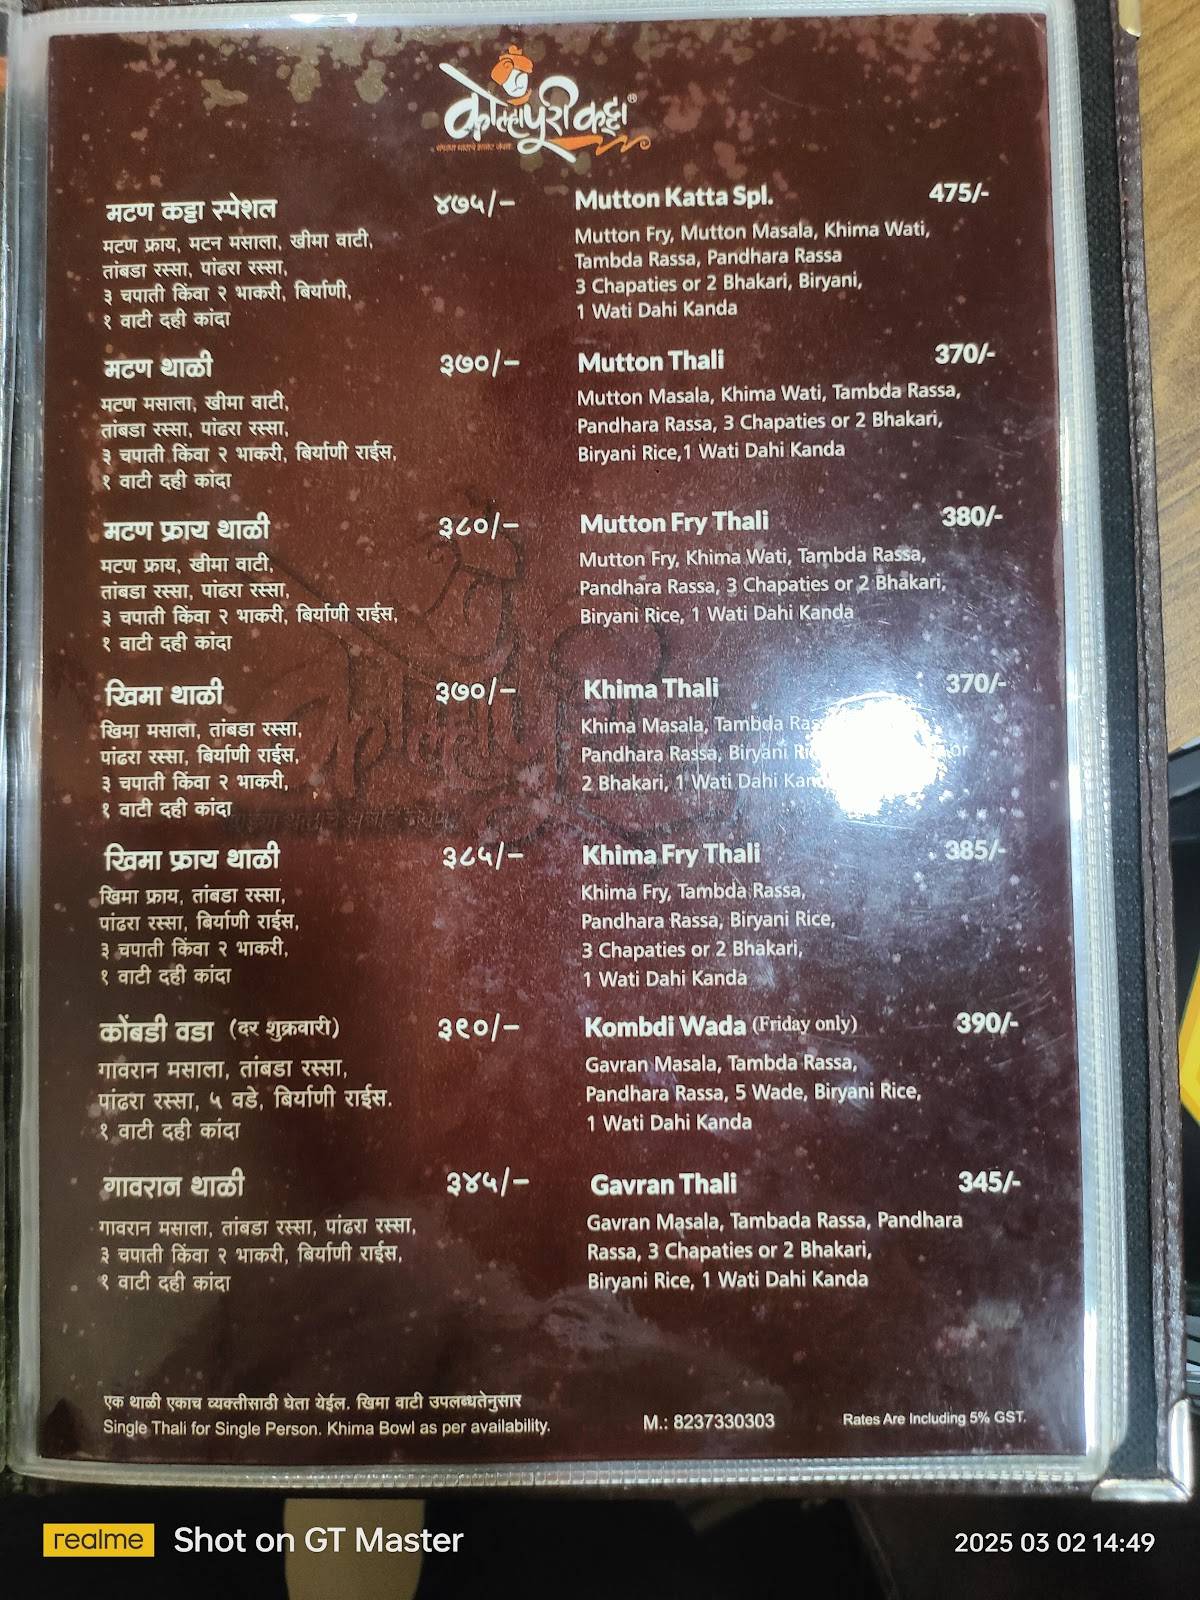 कोल्हापूरी कट्टा®
मटण कट्टा स्पेशल ४७५/-
मटण फ्राय, मटन मसाला, खीमा वाटी,
तांबडा रस्सा, पांढरा रस्सा,
३ चपाती किंवा २ भाकरी, बिर्याणी,
१ वाटी दही कांदा
मटण थाळी ३७०/-
मटण मसाला, खीमा वाटी,
तांबडा रस्सा, पांढरा रस्सा,
३ चपाती किंवा २ भाकरी, बिर्याणी राईस,
१ वाटी दही कांदा
मटण फ्राय थाळी ३८०/-
मटण फ्राय, खीमा वाटी,
तांबडा रस्सा, पांढरा रस्सा,
३ चपाती किंवा २ भाकरी, बिर्याणी राईस,
१ वाटी दही कांदा
खिमा थाळी ३७०/-
खिमा मसाला, तांबडा रस्सा,
पांढरा रस्सा, बिर्याणी राईस,
३ चपाती किंवा २ भाकरी,
१ वाटी दही कांदा
खिमा फ्राय थाळी ३८५/-
खिमा फ्राय, तांबडा रस्सा,
पांढरा रस्सा, बिर्याणी राईस,
३ चपाती किंवा २ भाकरी,
१ वाटी दही कांदा
कोंबडी वडा (दर शुक्रवारी) ३९०/-
गावरान मसाला, तांबडा रस्सा,
पांढरा रस्सा, ५ वडे, बिर्याणी राईस.
१ वाटी दही कांदा
गावरान थाळी ३४५/-
गावरान मसाला, तांबडा रस्सा, पांढरा रस्सा,
३ चपाती किंवा २ भाकरी, बिर्याणी राईस,
१ वाटी दही कांदा
Mutton Katta Spl. 475/-
Mutton Fry, Mutton Masala, Khima Wati,
Tambda Rassa, Pandhara Rassa
3 Chapaties or 2 Bhakari, Biryani,
1 Wati Dahi Kanda
Mutton Thali 370/-
Mutton Masala, Khima Wati, Tambda Rassa,
Pandhara Rassa, 3 Chapaties or 2 Bhakari,
Biryani Rice,1 Wati Dahi Kanda
Mutton Fry Thali 380/-
Mutton Fry, Khima Wati, Tambda Rassa,
Pandhara Rassa, 3 Chapaties or 2 Bhakari,
Biryani Rice, 1 Wati Dahi Kanda
Khima Thali 370/-
Khima Masala, Tambda
Pandhara Rassa, Biryani or
2 Bhakari, 1 Wati Dahi
Khima Fry Thali 385/-
Khima Fry, Tambda Rassa,
Pandhara Rassa, Biryani Rice,
3 Chapaties or 2 Bhakari,
1 Wati Dahi Kanda
Kombdi Wada (Friday only) 390/-
Gavran Masala, Tambda Rassa,
Pandhara Rassa, 5 Wade, Biryani Rice,
1 Wati Dahi Kanda
Gavran Thali 345/-
Gavran Masala, Tambada Rassa, Pandhara
Rassa, 3 Chapaties or 2 Bhakari,
Biryani Rice, 1 Wati Dahi Kanda
एक थाळी एकाच व्यक्तीसाठी घेता येईल. खिमा वाटी उपलब्धतेनुसार
Single Thali for Single Person. Khima Bowl as per availability.
M.: 8237330303
Rates Are Including 5% GST.
realme Shot on GT Master
2025 03 02 14:49